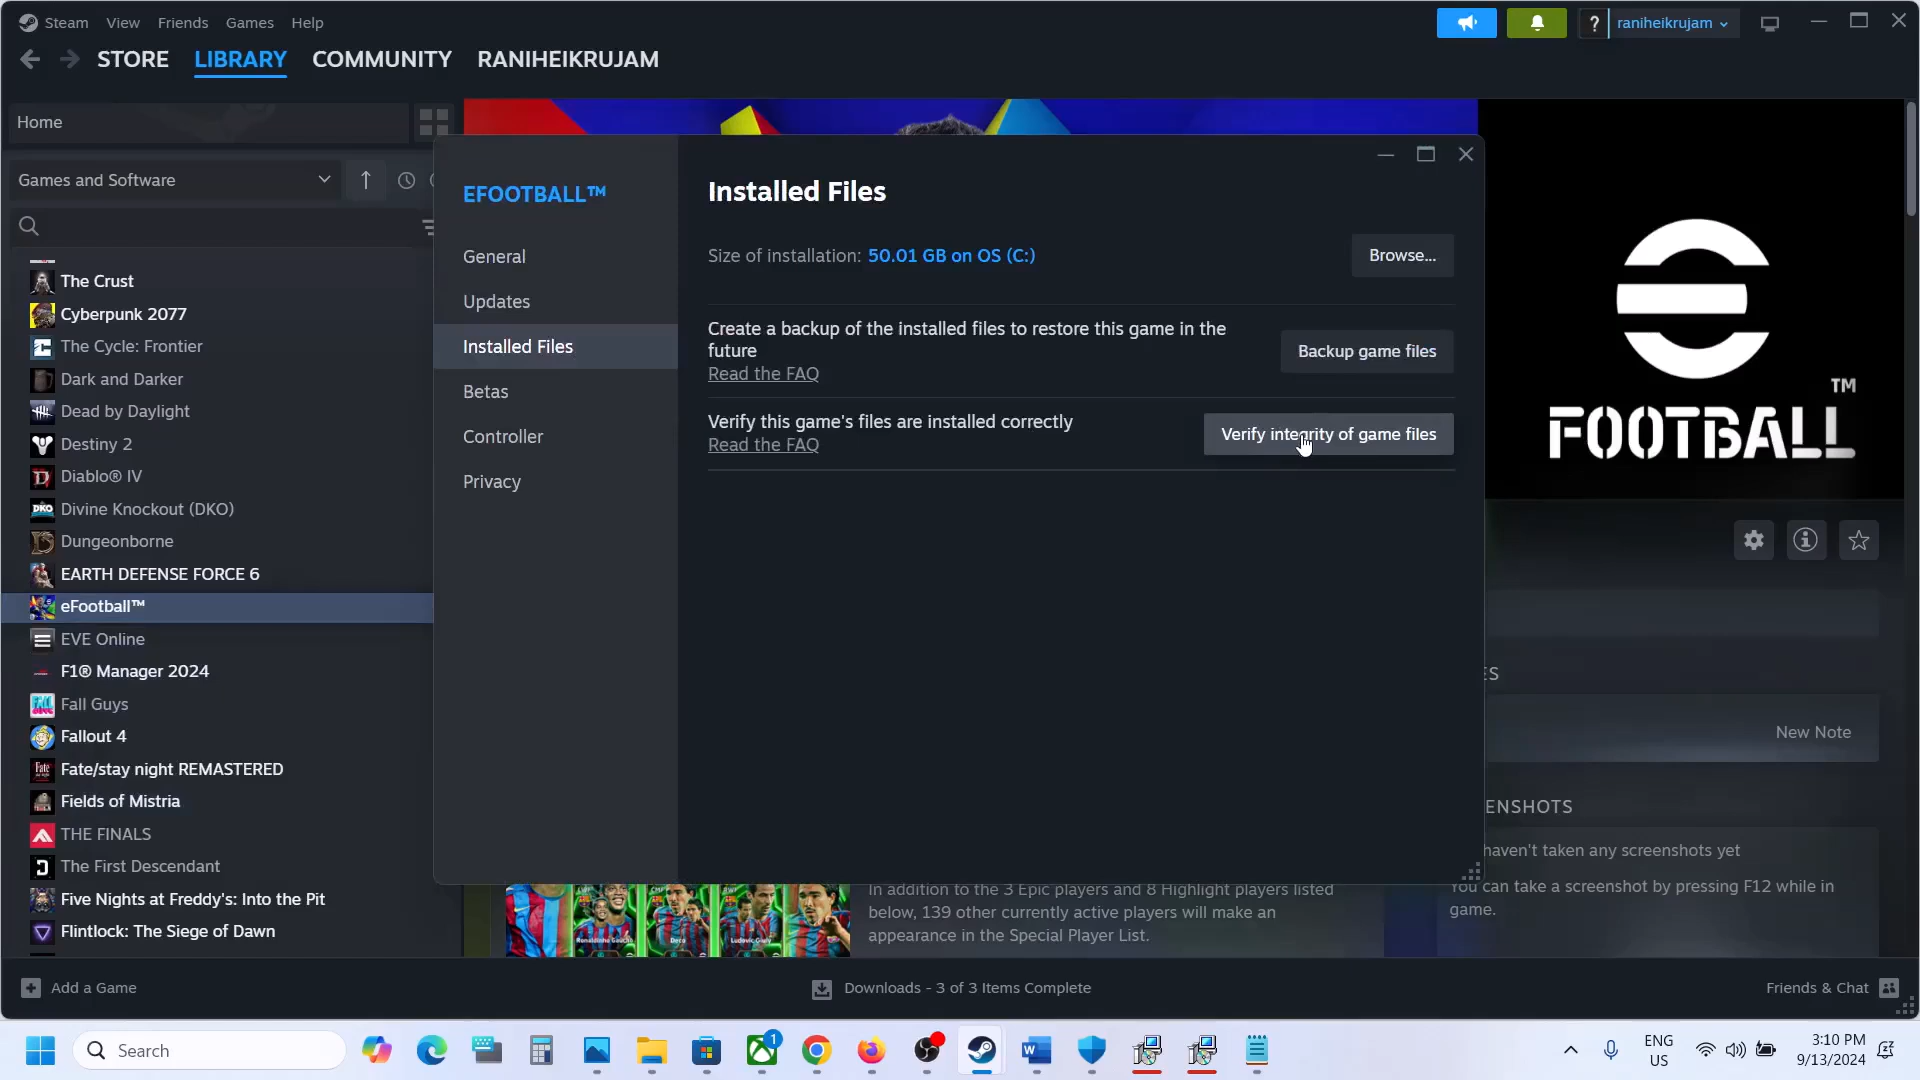 Steam View Friends Games Help
? raniheikrujam
STORE LIBRARY COMMUNITY RANIHEIKRUJAM
Home
Games and Software
The Crust
Cyberpunk 2077
The Cycle: Frontier
Dark and Darker
Dead by Daylight
Destiny 2
Diablo® IV
DKO Divine Knockout (DKO)
Dungeonborne
EARTH DEFENSE FORCE 6
eFootball™
EVE Online
F1® Manager 2024
Fall Guys
Fallout 4
Fate/stay night REMASTERED
Fields of Mistria
THE FINALS
The First Descendant
Five Nights at Freddy's: Into the Pit
Flintlock: The Siege of Dawn
EFOOTBALL™
General
Updates
Installed Files
Betas
Controller
Privacy
Installed Files
Size of installation: 50.01 GB on OS (C:)
Browse...
Create a backup of the installed files to restore this game in the
future
Read the FAQ
Backup game files
Verify this game's files are installed correctly
Read the FAQ
Verify integrity of game files
TM
FOOTBALL
ES
New Note
ENSHOTS
haven't taken any screenshots yet
You can take a screenshot by pressing F12 while in
game.
In addition to the 3 Epic players and 8 Highlight players listed
below, 139 other currently active players will make an
appearance in the Special Player List.
Ronaldinho Gaúcho Deco Ludovic Giuly
Add a Game
Downloads - 3 of 3 Items Complete
Friends & Chat
Search
1
ENG
US
3:10 PM
9/13/2024